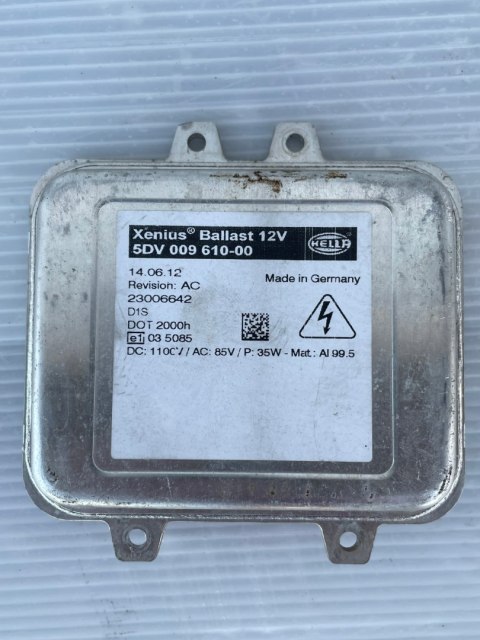 Xenius® Ballast 12V
5DV 009 610-00
HELLA
14.06.12
Made in Germany
Revision: AC
23006642
D1S
DOT 2000h
e1 03 5085
DC: 1100V / AC: 85V / P: 35W - Mat.: Al 99.5